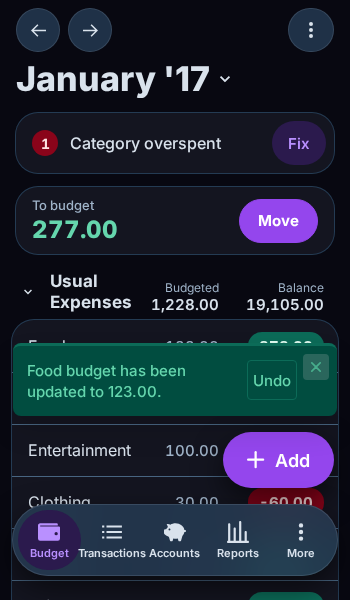 January '17
1 Category overspent Fix
To budget
277.00 Move
Usual Expenses Budgeted Balance
1,228.00 19,105.00
Food budget has been
updated to 123.00. Undo
Entertainment 100.00
+ Add
Clothing 30.00 -60.00
Budget Transactions Accounts Reports More